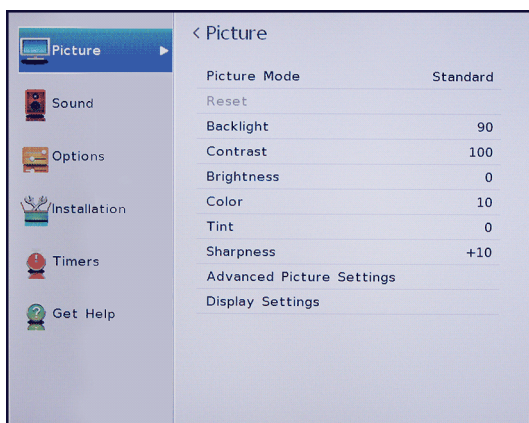 Picture
Sound
Options
Installation
Timers
Get Help
< Picture
Picture Mode Standard
Reset
Backlight 90
Contrast 100
Brightness 0
Color 10
Tint 0
Sharpness +10
Advanced Picture Settings
Display Settings